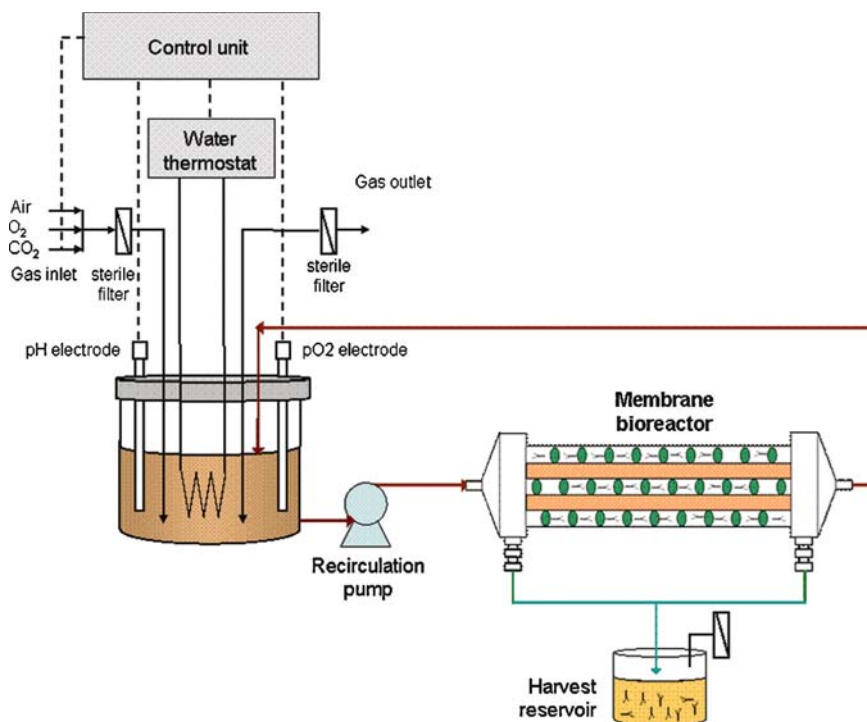 Control unit
Water
thermostat
Gas outlet
Air
O₂
CO₂
Gas inlet
sterile
filter
sterile
filter
pH electrode
pO2 electrode
Membrane
bioreactor
Recirculation
pump
Harvest
reservoir